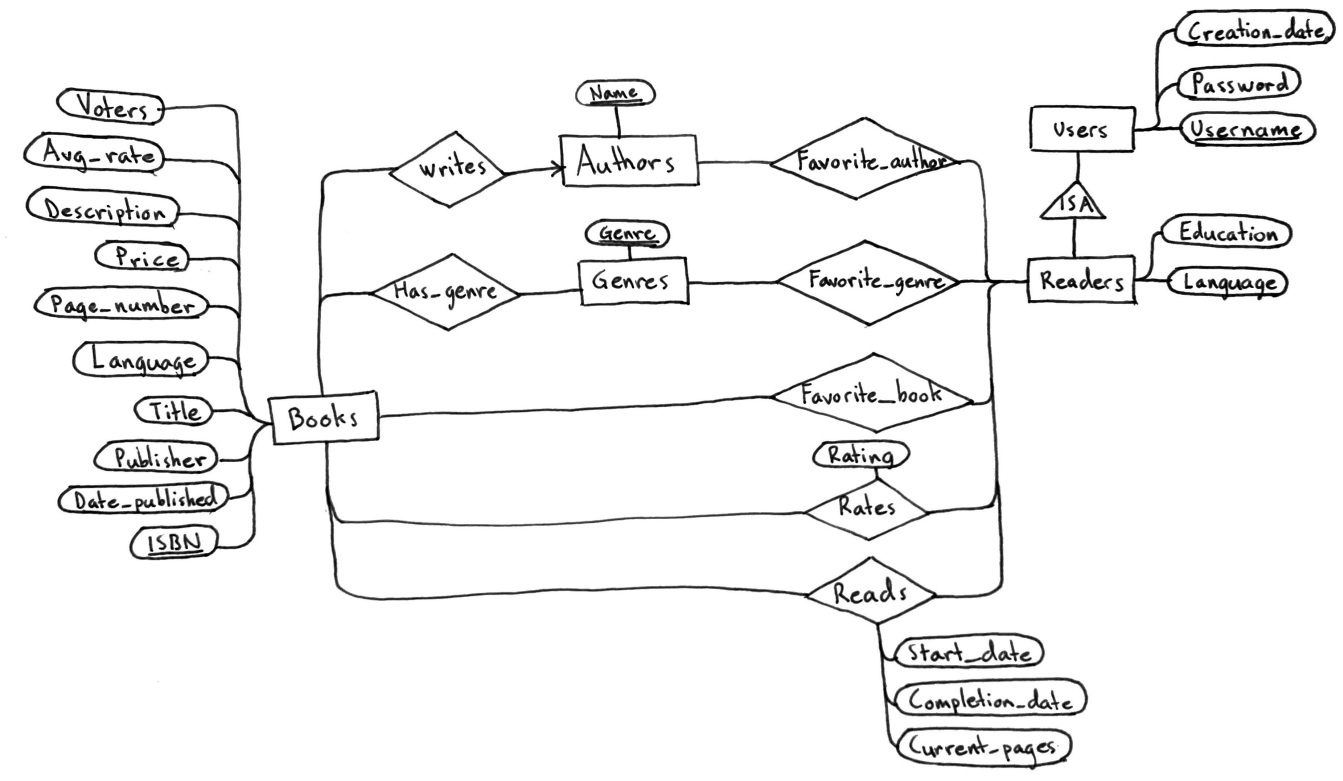 Creation_date
Voters
Name
Password
Users
Username
Avg_rate
writes
Authors
Favorite_author
Description
ISA
Price
Genre
Education
Page_number
Has_genre
Genres
Favorite_genre
Readers
Language
Language
Title
Books
Favorite_book
Publisher
Rating
Date_published
Rates
ISBN
Reads
Start_date
Completion_date
Current_pages